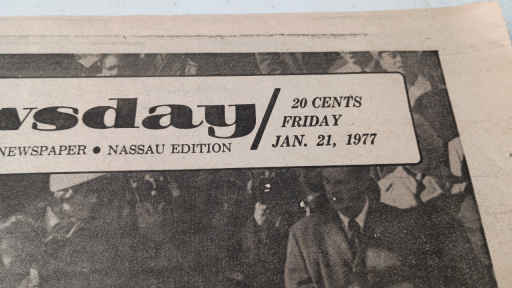 wsday/
20 CENTS
FRIDAY
JAN. 21, 1977
NEWSPAPER • NASSAU EDITION